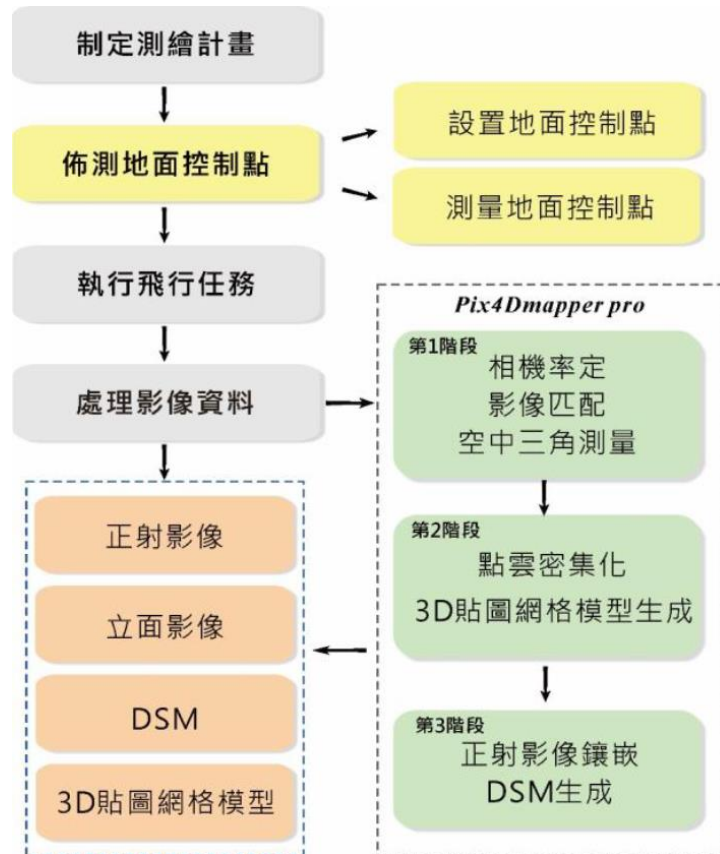 制定測繪計畫
佈測地面控制點
設置地面控制點
測量地面控制點
執行飛行任務
處理影像資料
Pix4Dmapper pro
第1階段
相機率定
影像匹配
空中三角測量
第2階段
點雲密集化
3D貼圖網格模型生成
第3階段
正射影像鑲嵌
DSM生成
正射影像
立面影像
DSM
3D貼圖網格模型